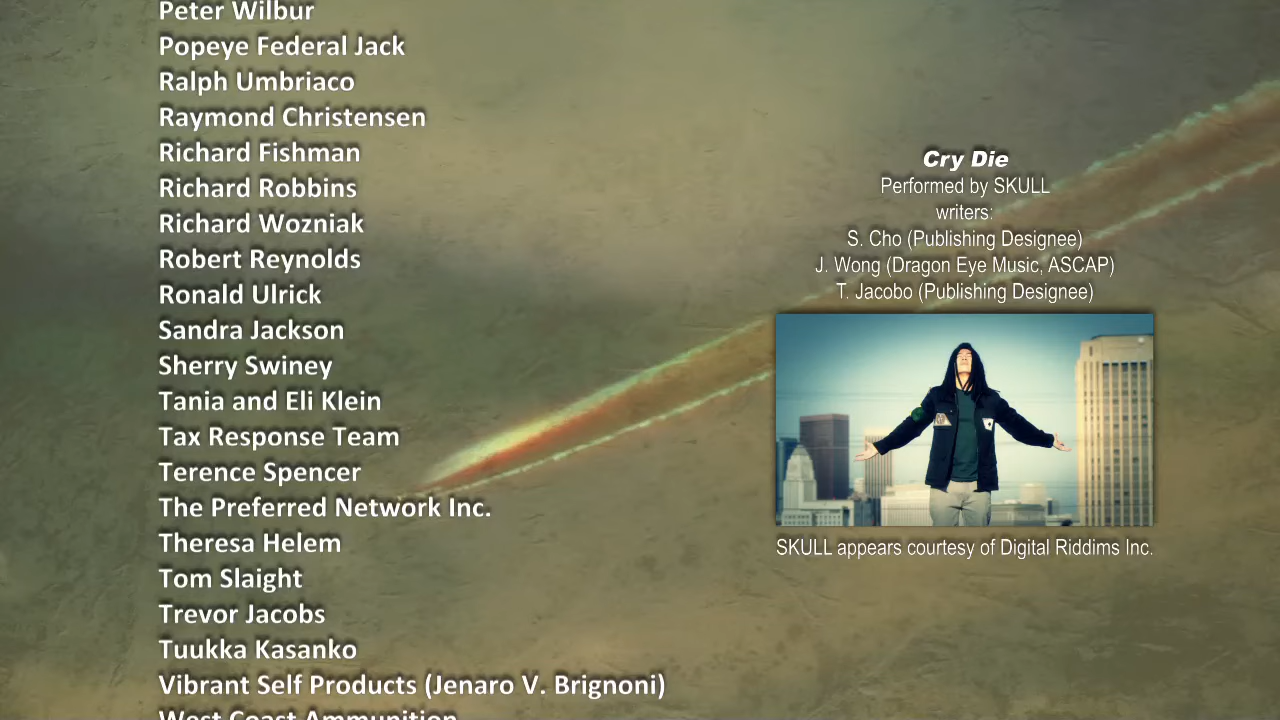 Peter Wilbur
Popeye Federal Jack
Ralph Umbriaco
Raymond Christensen
Richard Fishman
Richard Robbins
Richard Wozniak
Robert Reynolds
Ronald Ulrick
Sandra Jackson
Sherry Swiney
Tania and Eli Klein
Tax Response Team
Terence Spencer
The Preferred Network Inc.
Theresa Helem
Tom Slaight
Trevor Jacobs
Tuukka Kasanko
Vibrant Self Products (Jenaro V. Brignoni)
West Coast Ammunition
Cry Die
Performed by SKULL
writers:
S. Cho (Publishing Designee)
J. Wong (Dragon Eye Music, ASCAP)
T. Jacobo (Publishing Designee)
SKULL appears courtesy of Digital Riddims Inc.